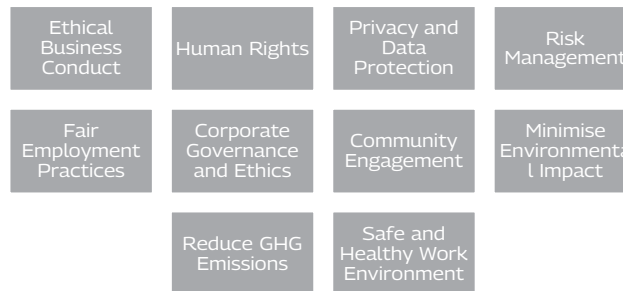 Ethical
Business
Conduct
Human Rights
Privacy and
Data
Protection
Risk
Management
Fair
Employment
Practices
Corporate
Governance
and Ethics
Community
Engagement
Minimise
Environmenta
l Impact
Reduce GHG
Emissions
Safe and
Healthy Work
Environment